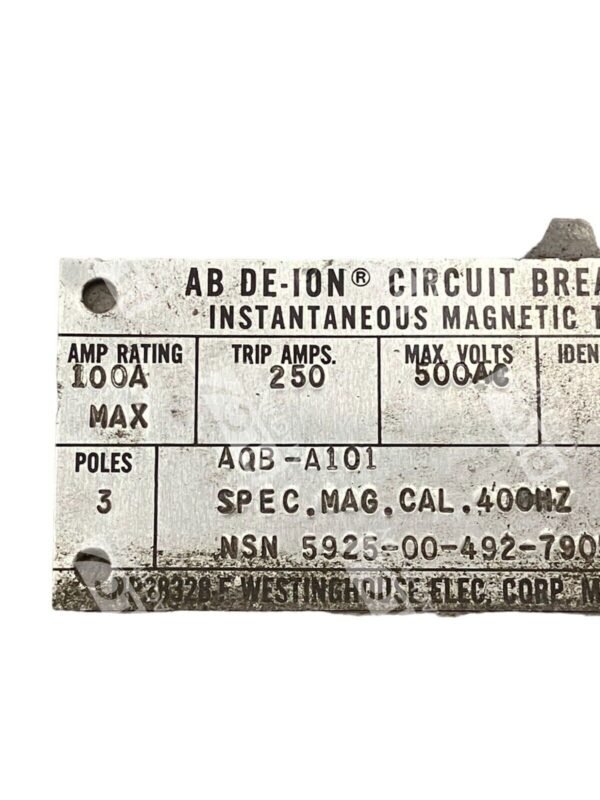 AB DE-ION® CIRCUIT BREA
INSTANTANEOUS MAGNETIC T
AMP RATING TRIP AMPS. MAX. VOLTS IDEN
100A 250 500AC
MAX
POLES AQB-A101
3 SPEC.MAG.CAL.400HZ
NSN 5925-00-492-790
WESTINGHOUSE ELEC. CORP. M